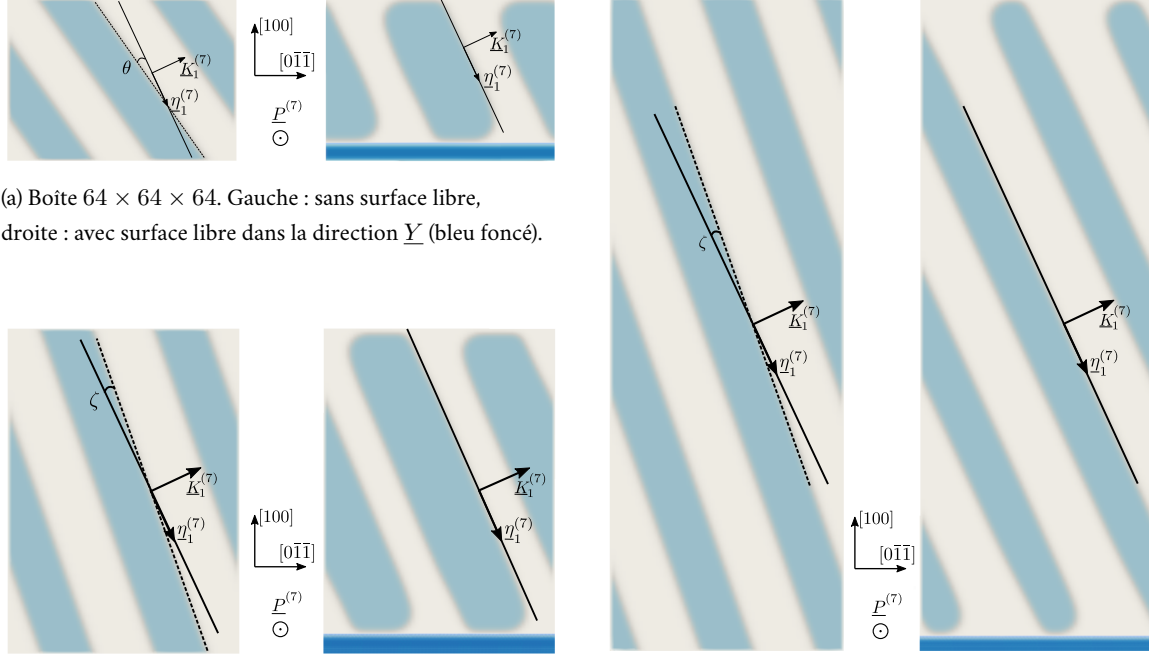 θ
K₁⁽⁷⁾
η₁⁽⁷⁾
[100]
[01̅1̅]
P⁽⁷⁾
K₁⁽⁷⁾
η₁⁽⁷⁾
(a) Boîte 64 × 64 × 64. Gauche : sans surface libre,
droite : avec surface libre dans la direction Y (bleu foncé).
ζ
K₁⁽⁷⁾
η₁⁽⁷⁾
[100]
[01̅1̅]
P⁽⁷⁾
K₁⁽⁷⁾
η₁⁽⁷⁾
ζ
K₁⁽⁷⁾
η₁⁽⁷⁾
[100]
[01̅1̅]
P⁽⁷⁾
K₁⁽⁷⁾
η₁⁽⁷⁾